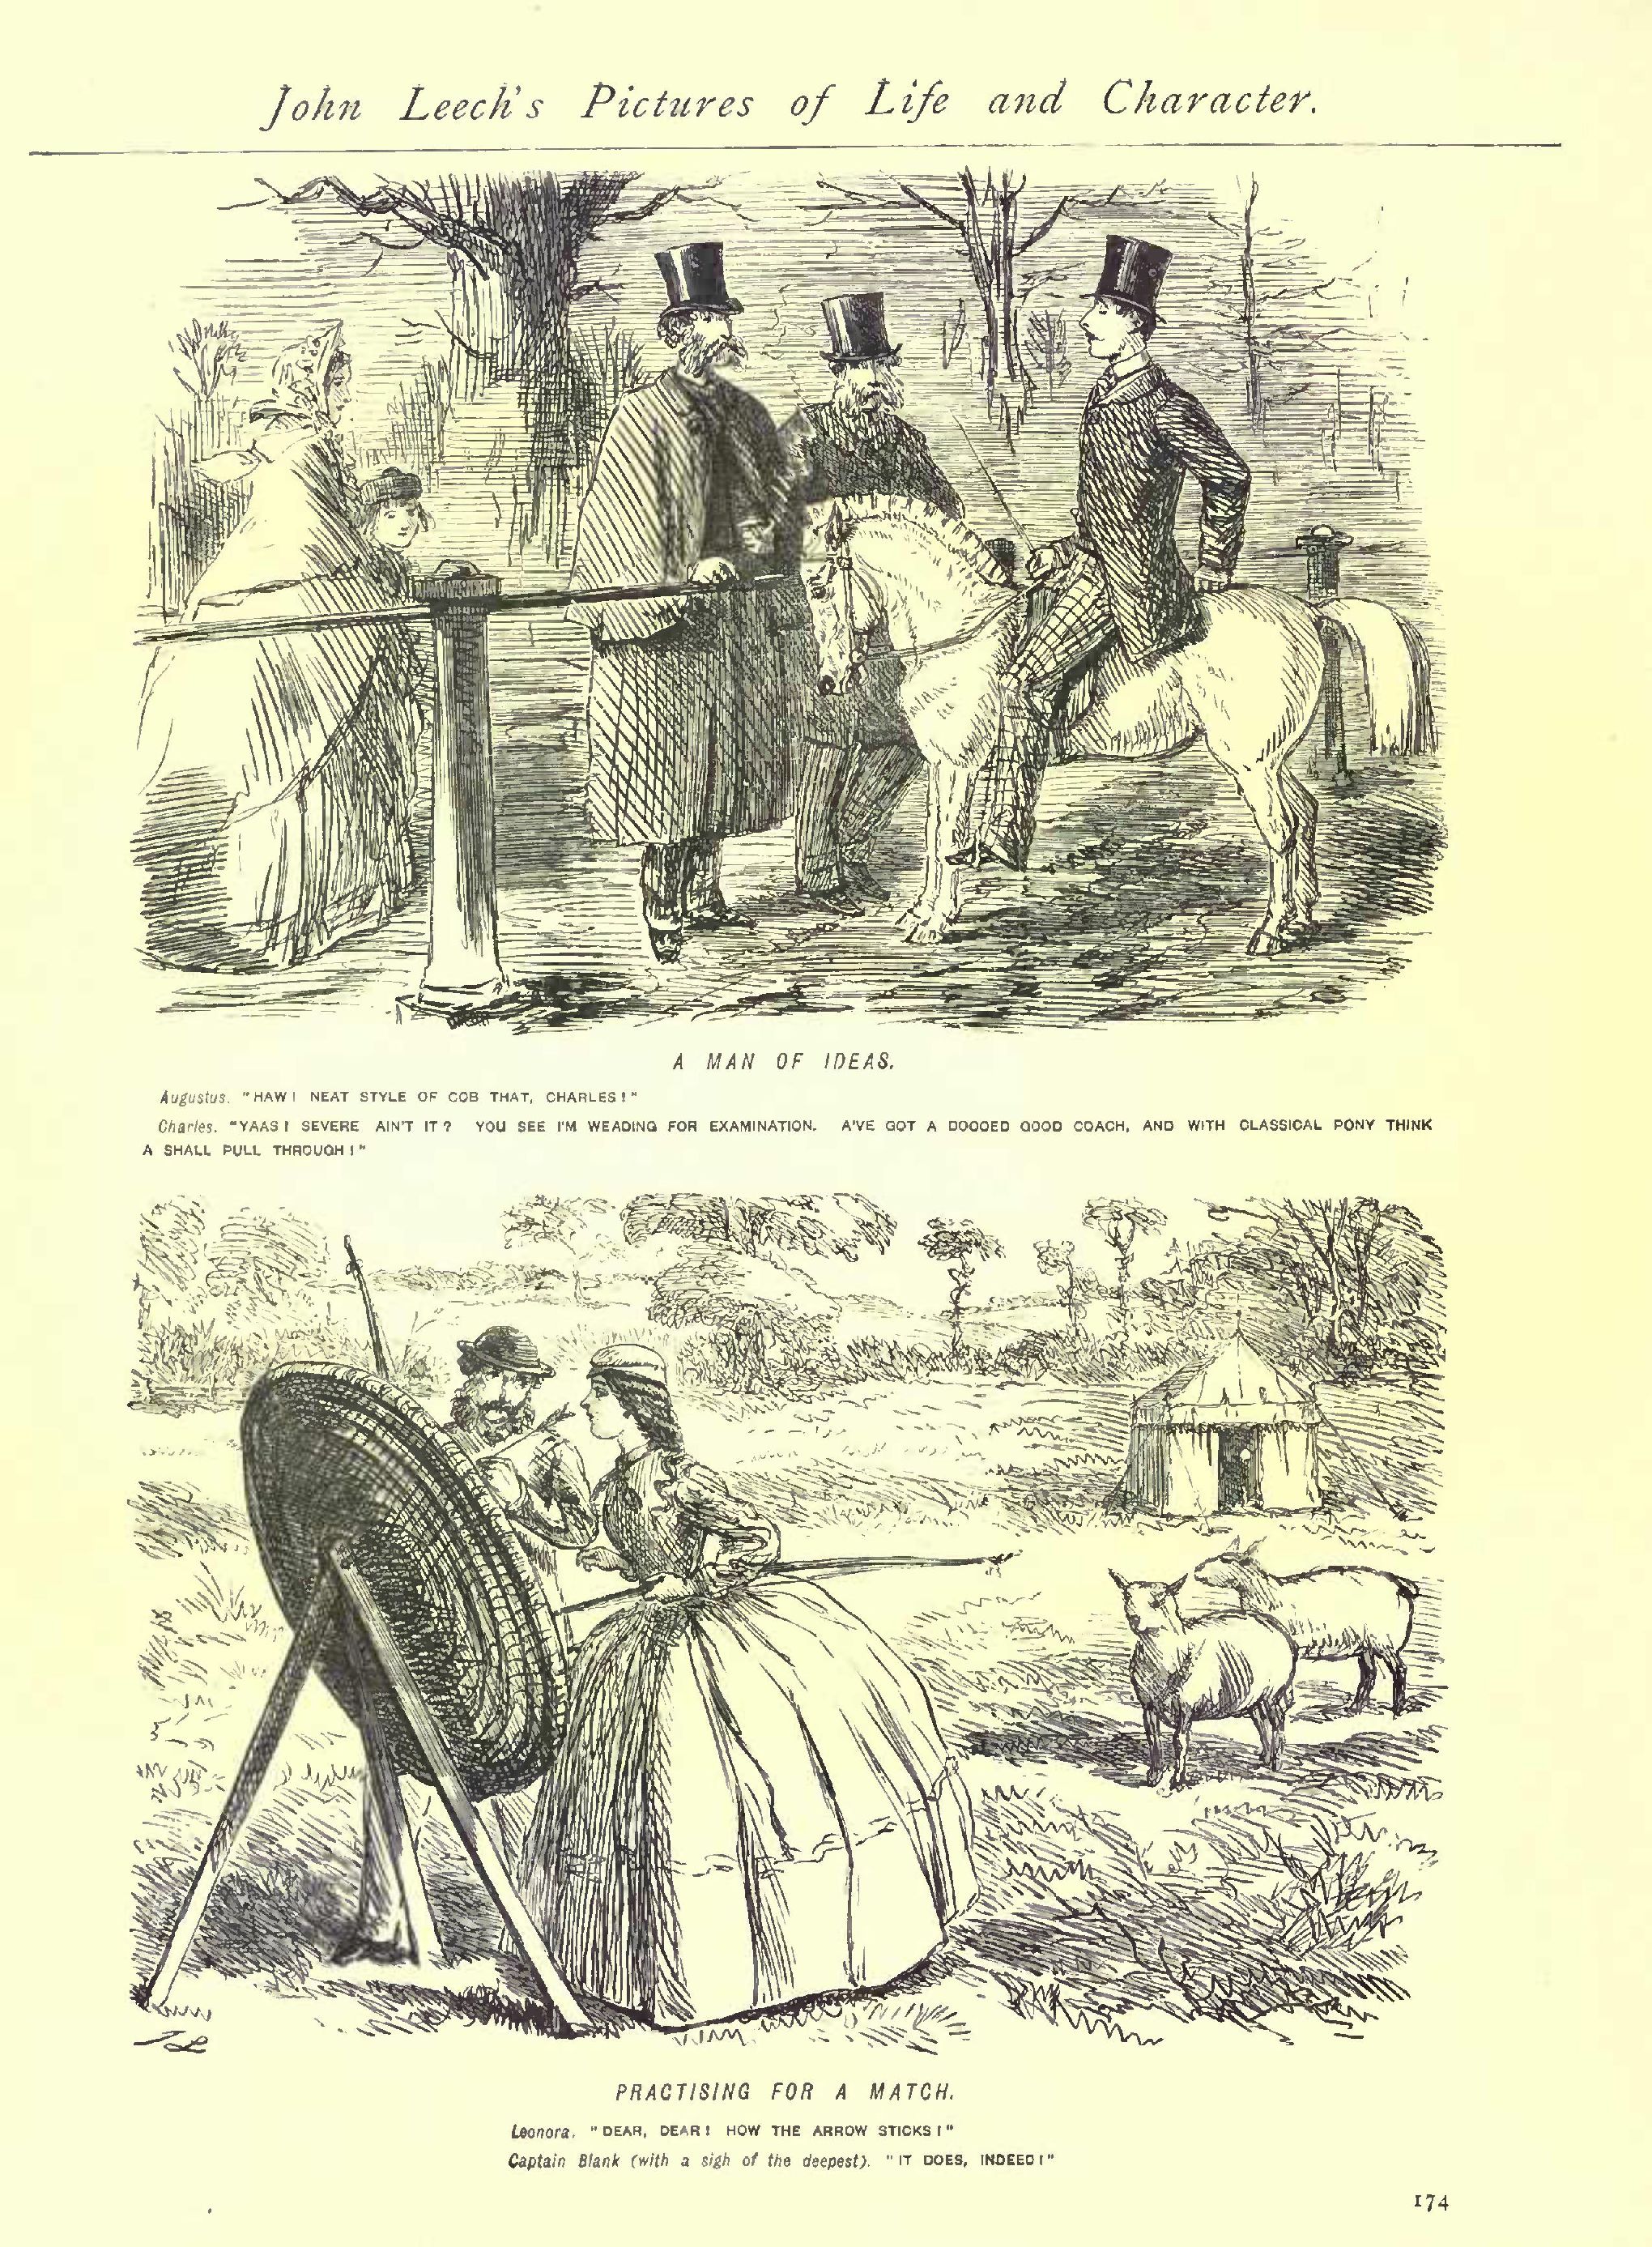 John Leech's Pictures of Life and Character.
A MAN OF IDEAS.
Augustus. "HAW! NEAT STYLE OF COB THAT, CHARLES!"
Charles. "YAAS! SEVERE AIN'T IT? YOU SEE I'M WEADING FOR EXAMINATION. A'VE GOT A DOOOED GOOD COACH, AND WITH CLASSICAL PONY THINK
A SHALL PULL THROUGH!"
JL
PRACTISING FOR A MATCH.
Leonora. "DEAR, DEAR! HOW THE ARROW STICKS!"
Captain Blank (with a sigh of the deepest). "IT DOES, INDEED!"
174